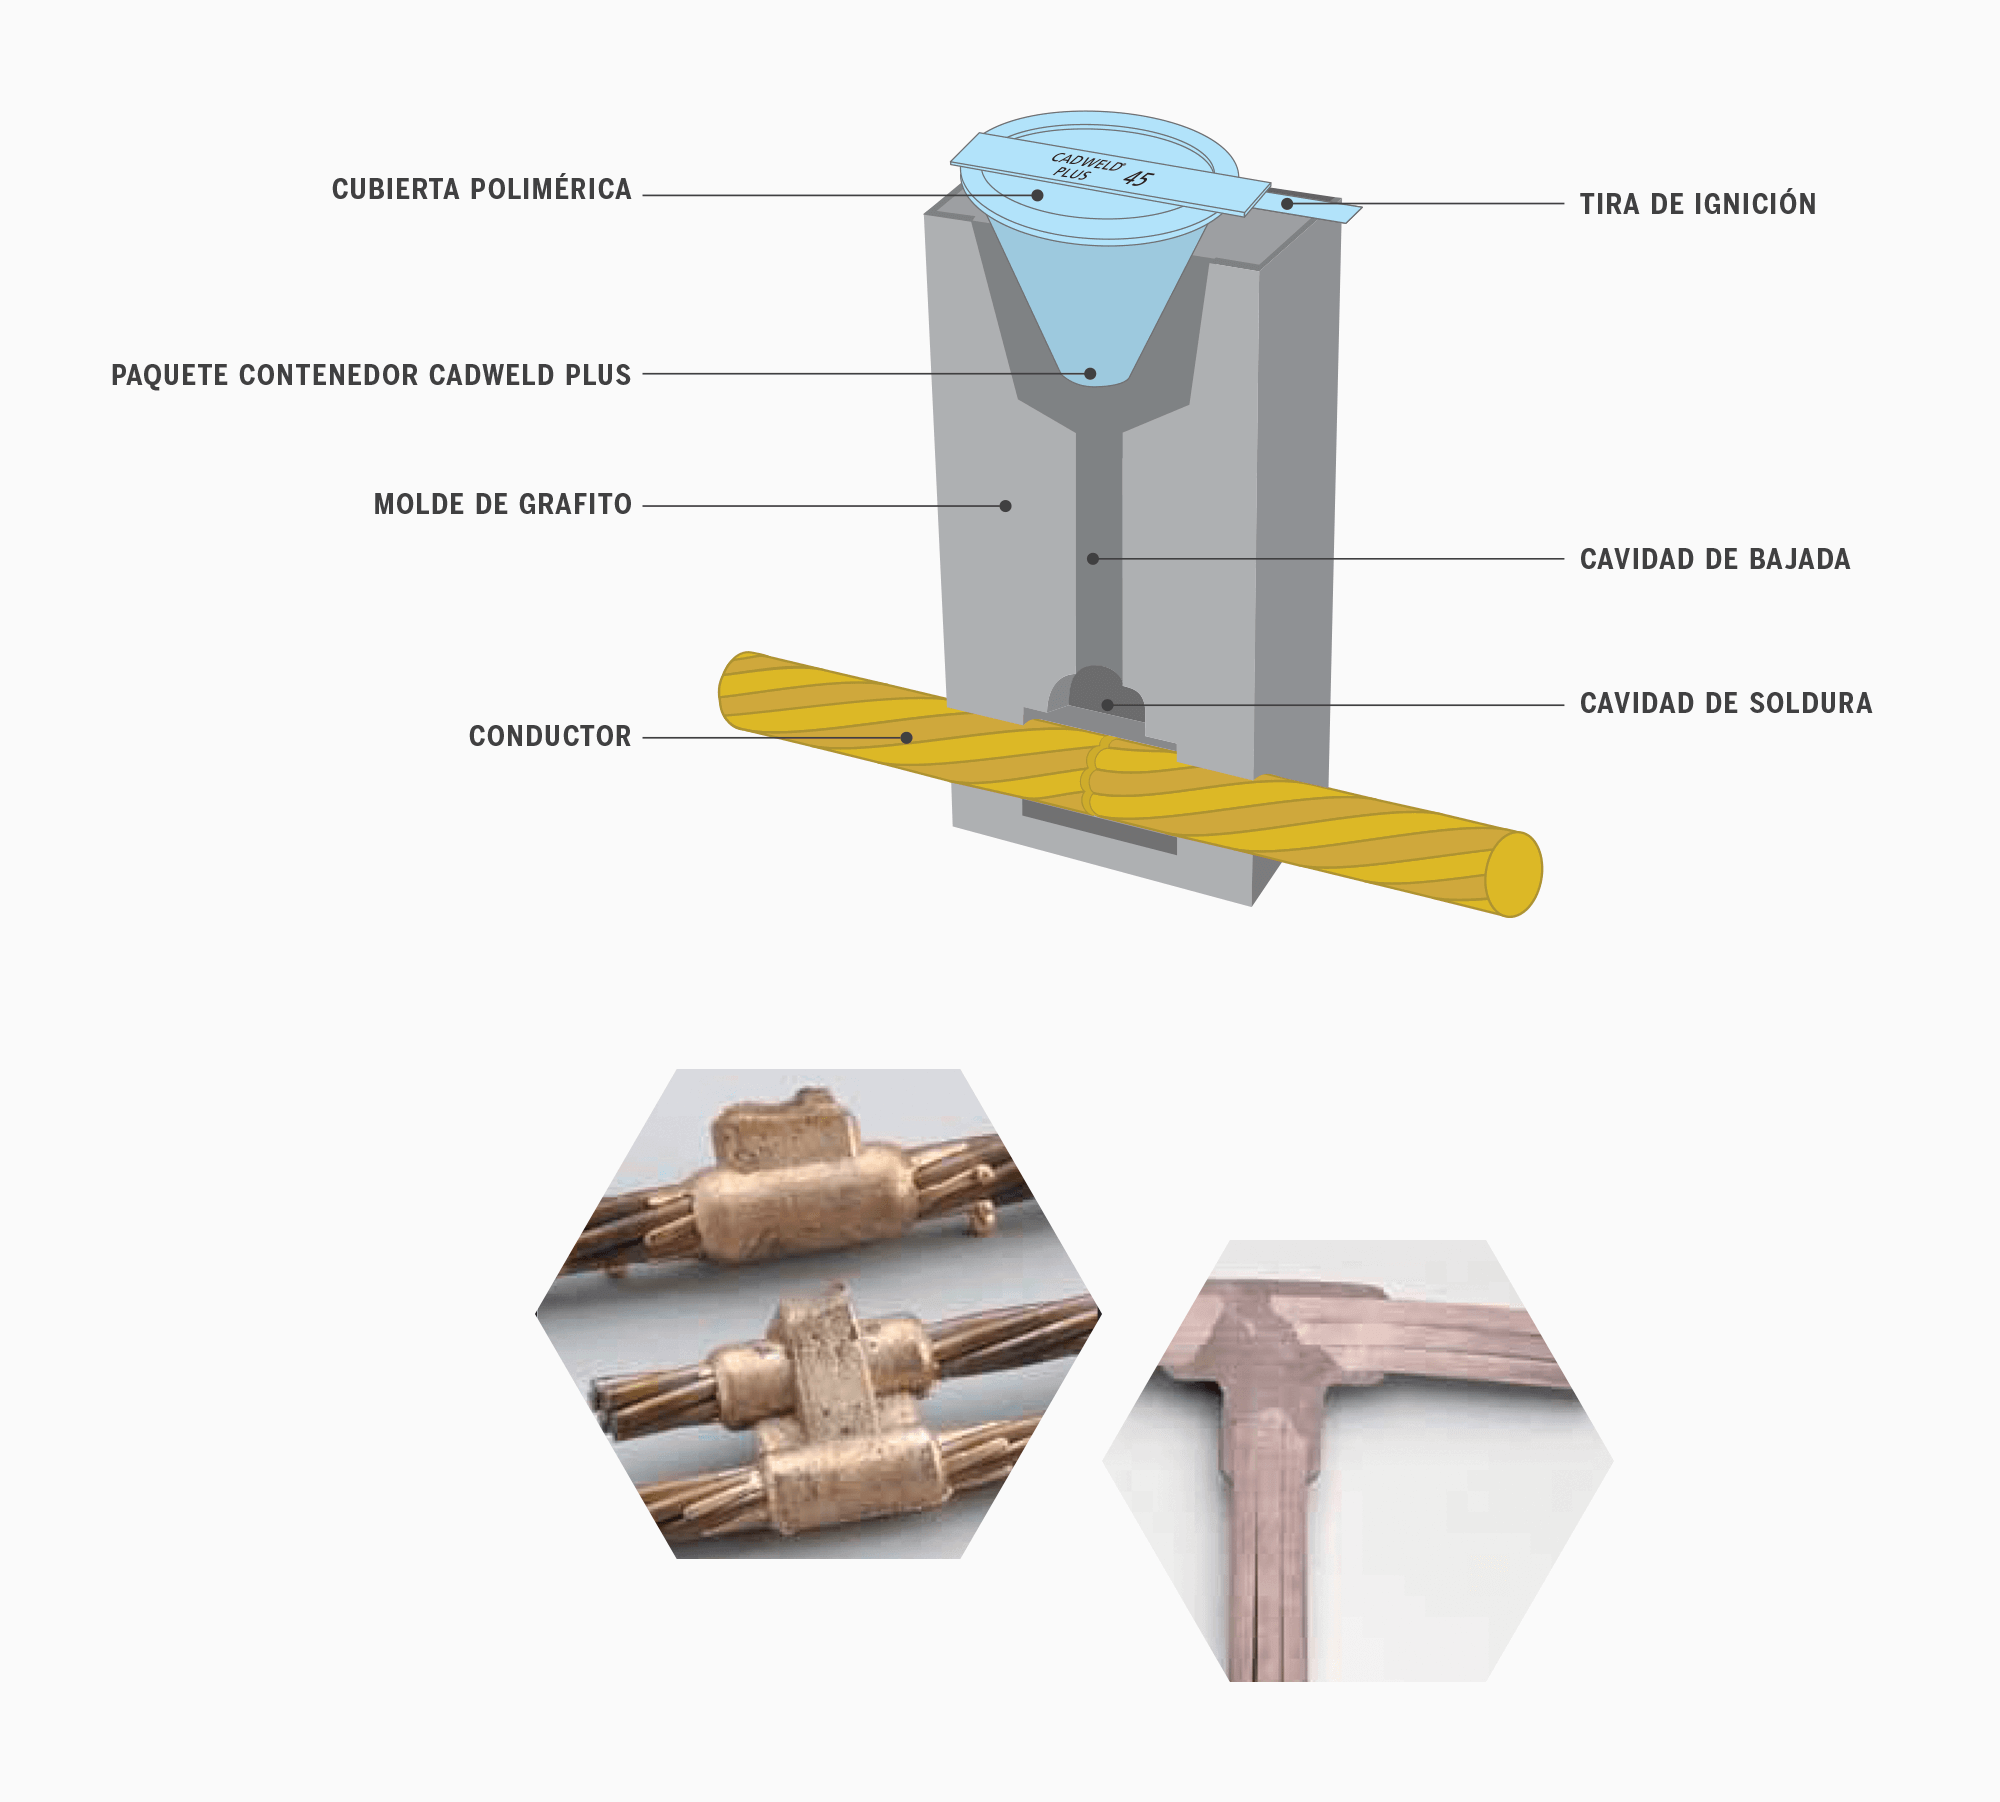 CADWELD®
PLUS 45
CUBIERTA POLIMÉRICA
TIRA DE IGNICIÓN
PAQUETE CONTENEDOR CADWELD PLUS
MOLDE DE GRAFITO
CAVIDAD DE BAJADA
CAVIDAD DE SOLDURA
CONDUCTOR